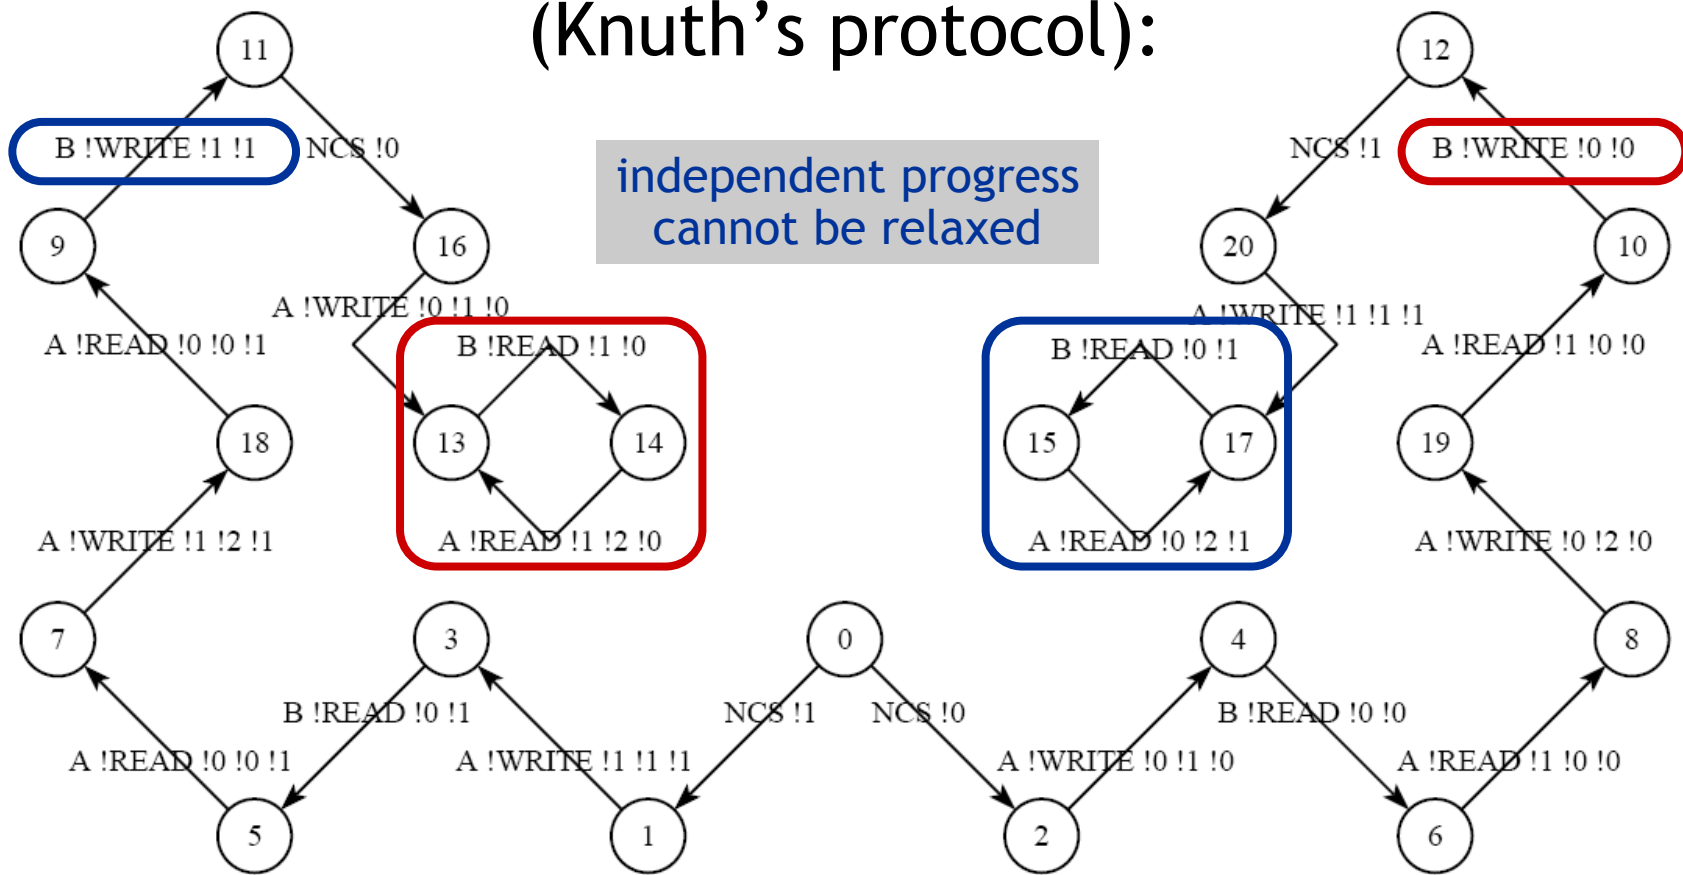 (Knuth’s protocol):
11
12
B !WRITE !1 !1
NCS !0
NCS !1
B !WRITE !0 !0
independent progress
cannot be relaxed
9
16
20
10
A !WRITE !0 !1 !0
A !WRITE !1 !1 !1
A !READ !0 !0 !1
B !READ !1 !0
B !READ !0 !1
A !READ !1 !0 !0
18
13
14
15
17
19
A !WRITE !1 !2 !1
A !READ !1 !2 !0
A !READ !0 !2 !1
A !WRITE !0 !2 !0
7
3
0
4
8
B !READ !0 !1
NCS !1
NCS !0
B !READ !0 !0
A !READ !0 !0 !1
A !WRITE !1 !1 !1
A !WRITE !0 !1 !0
A !READ !1 !0 !0
5
1
2
6